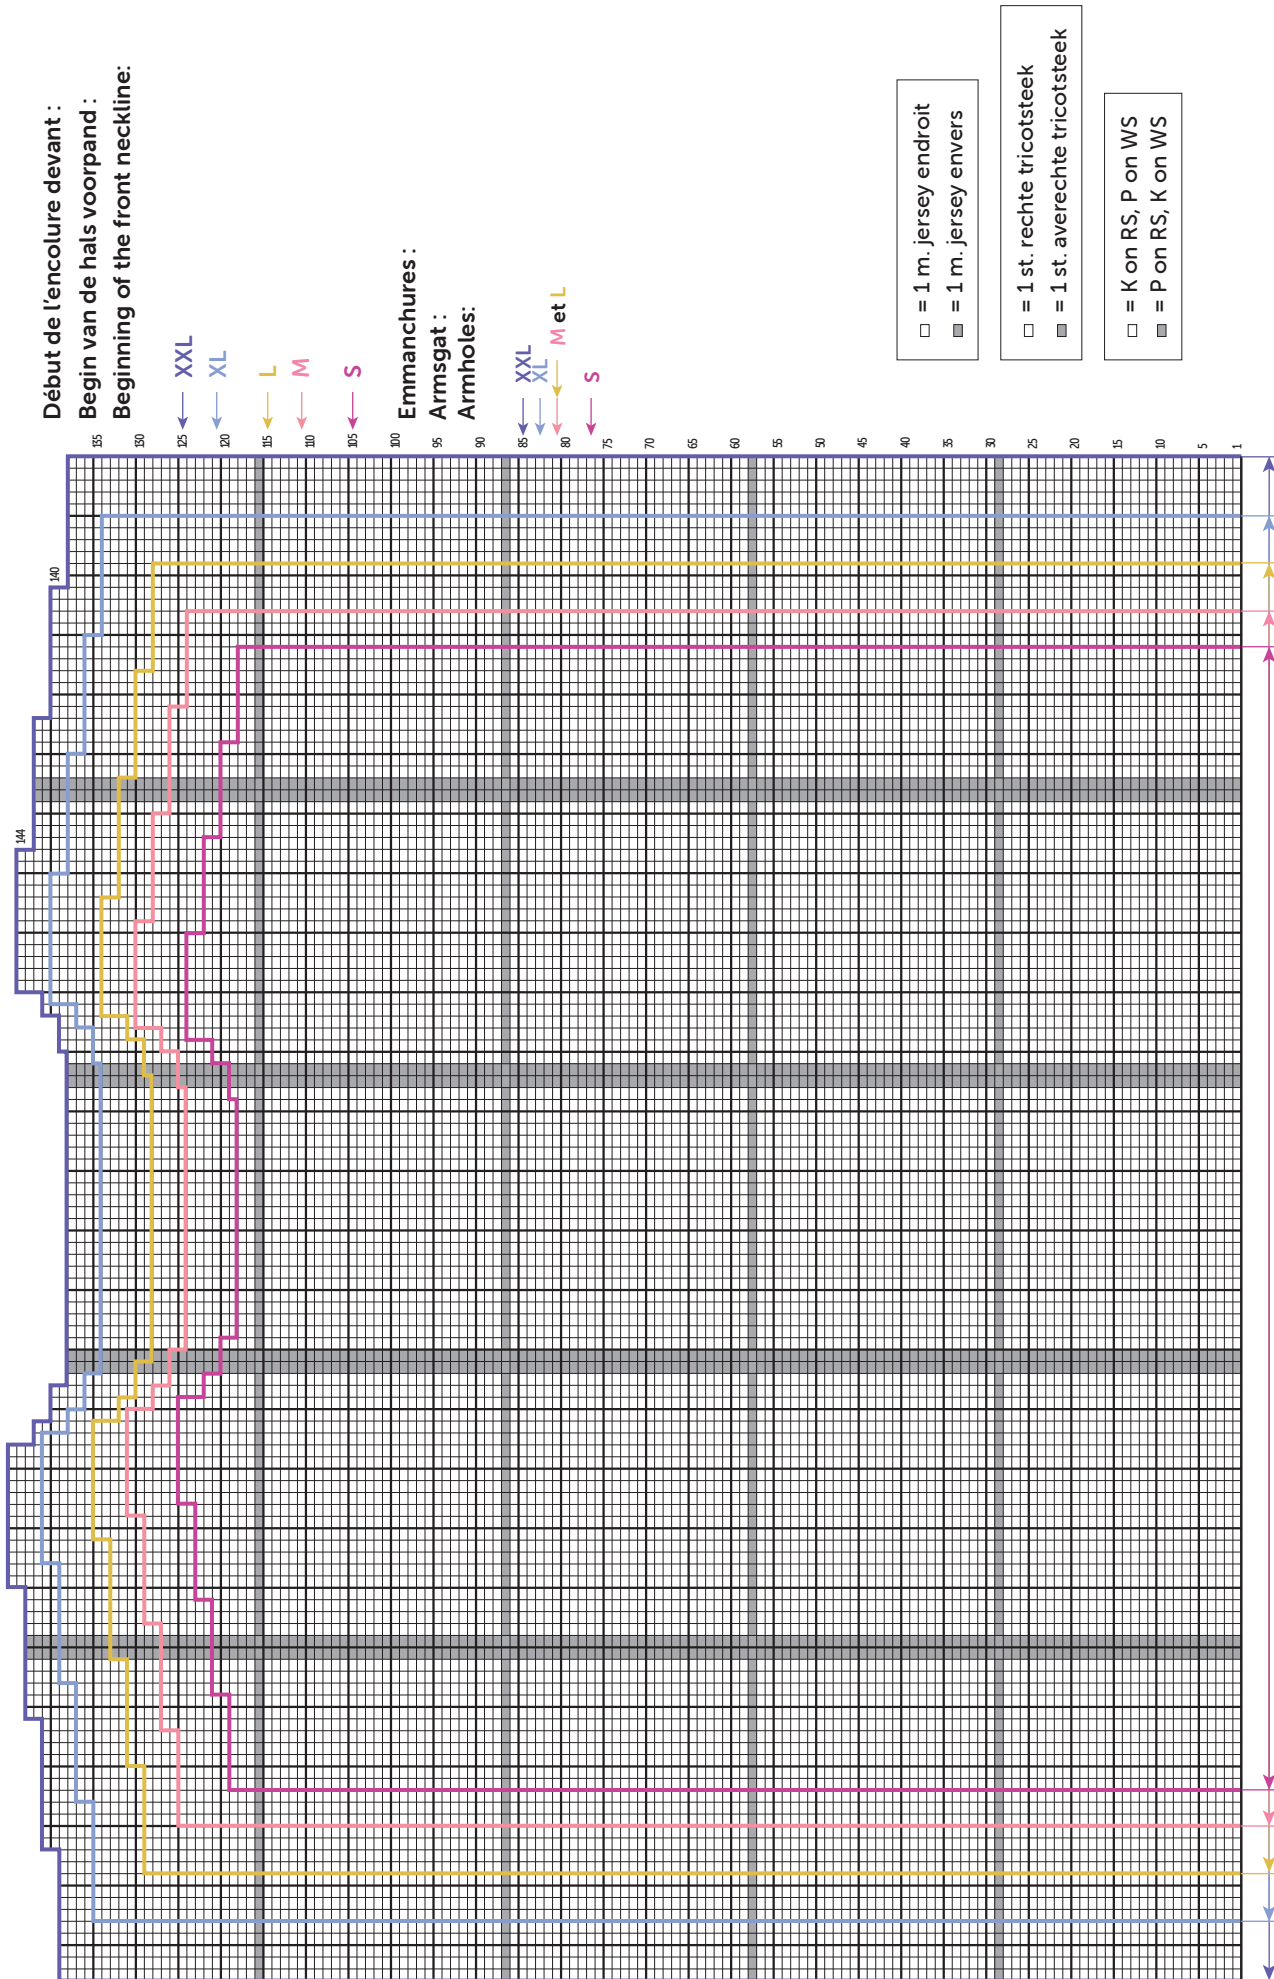 Début de l'encolure devant :
Begin van de hals voorpand :
Beginning of the front neckline:
XXL
XL
L
M
S
Emmanchures :
Armsgat :
Armholes:
XXL
XL
M et L
S
= 1 m. jersey endroit
= 1 m. jersey envers
= 1 st. rechte tricotsteek
= 1 st. averechte tricotsteek
= K on RS, P on WS
= P on RS, K on WS
144
140
135
130
125
120
115
110
105
100
95
90
85
80
75
70
65
60
55
50
45
40
35
30
25
20
15
10
5
1